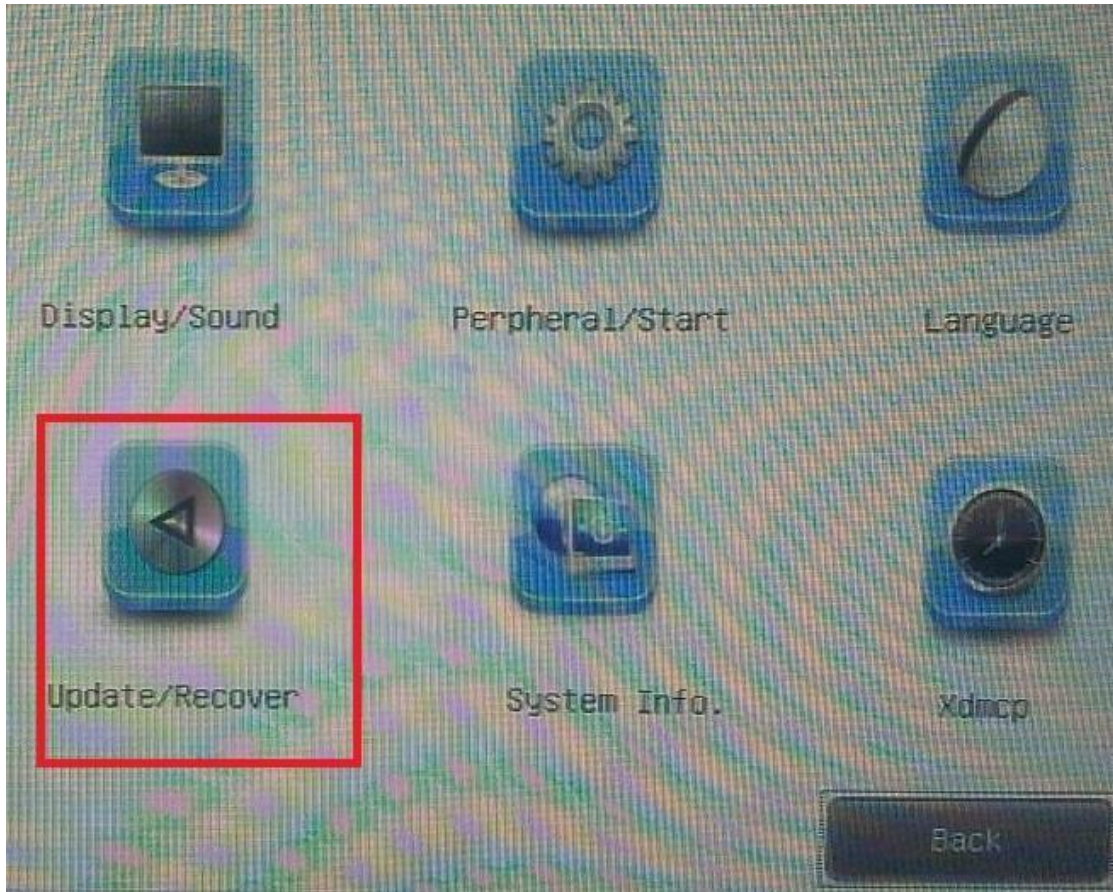 Display/Sound
Perpheral/Start
Language
Update/Recover
System Info.
Xdmcp
Back